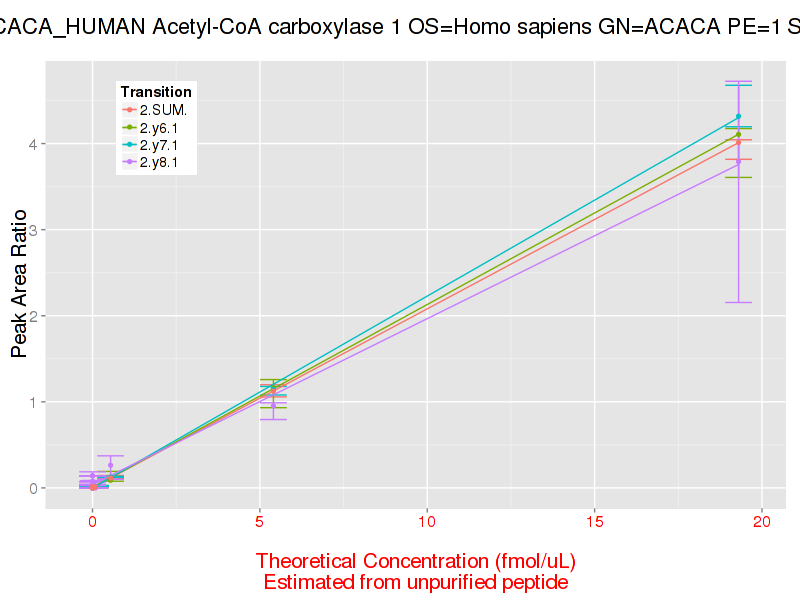 CACA_HUMAN Acetyl-CoA carboxylase 1 OS=Homo sapiens GN=ACACA PE=1 S
Transition
2.SUM.
2.y6.1
2.y7.1
2.y8.1
Peak Area Ratio
4
3
2
1
0
0 5 10 15 20
Theoretical Concentration (fmol/uL)
Estimated from unpurified peptide